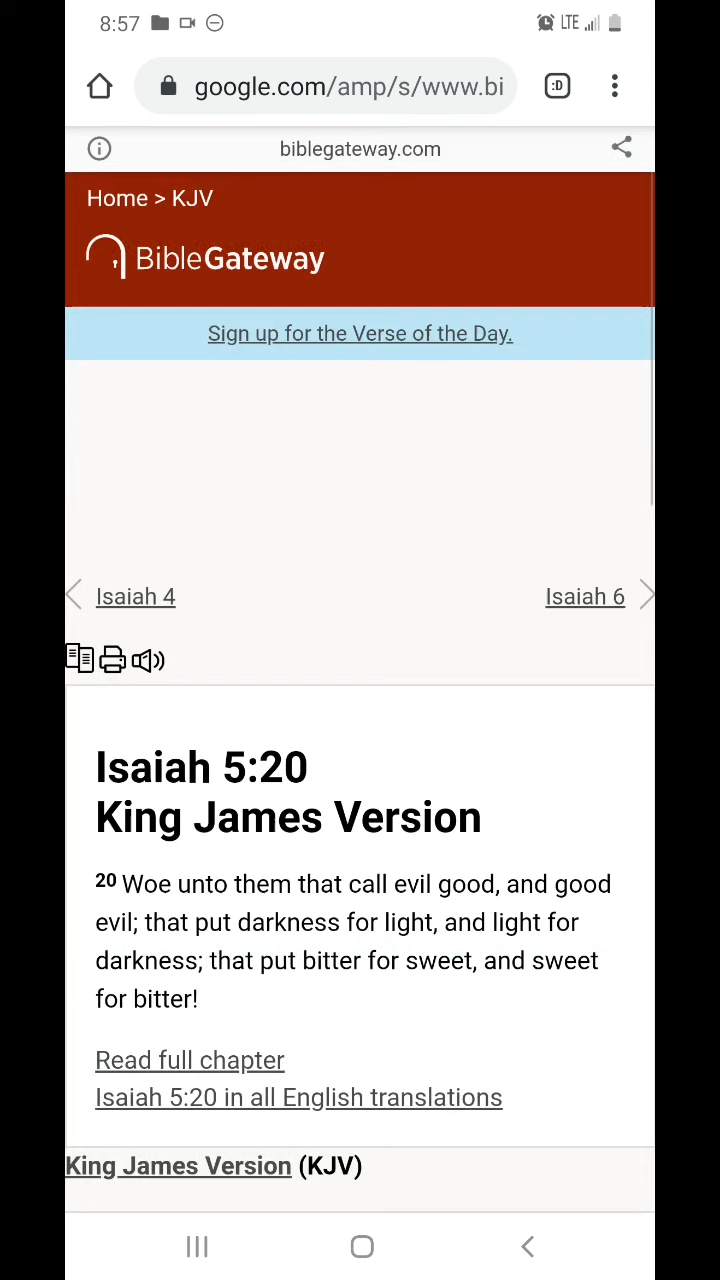 8:57 LTE
google.com/amp/s/www.bi :D
biblegateway.com
Home > KJV
BibleGateway
Sign up for the Verse of the Day.
Isaiah 4 Isaiah 6
Isaiah 5:20
King James Version
20 Woe unto them that call evil good, and good
evil; that put darkness for light, and light for
darkness; that put bitter for sweet, and sweet
for bitter!
Read full chapter
Isaiah 5:20 in all English translations
King James Version (KJV)